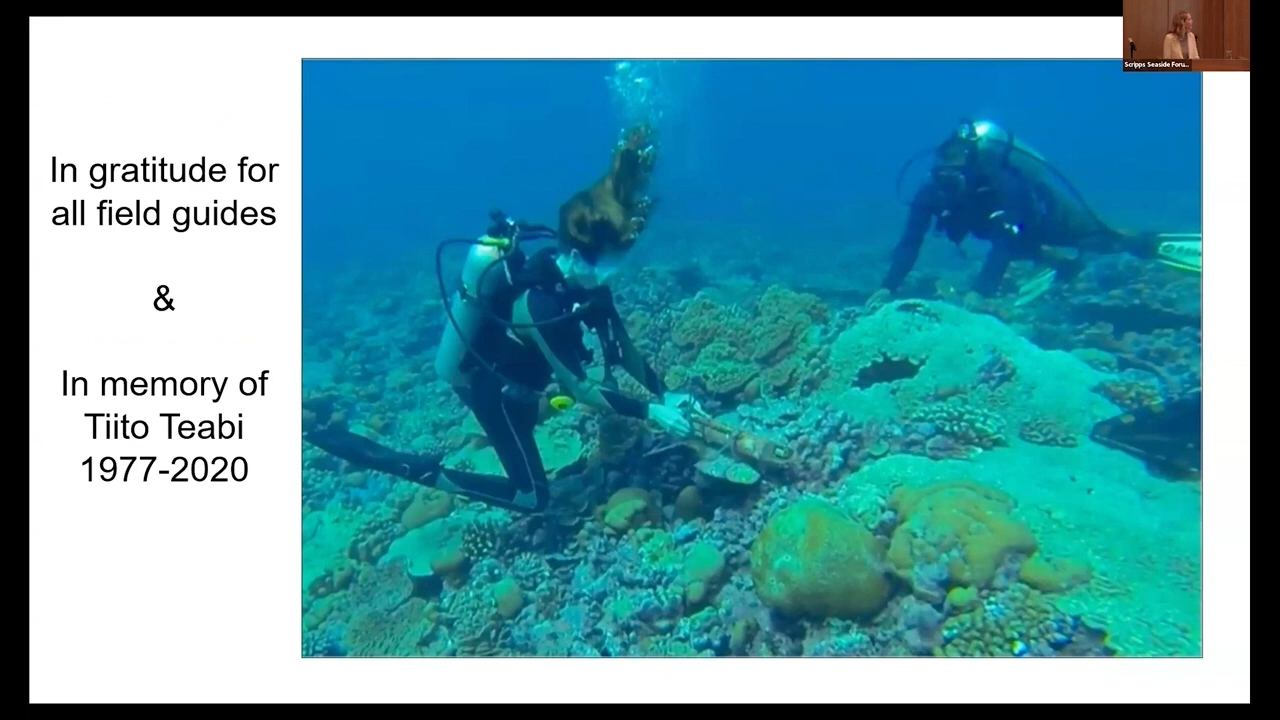 In gratitude for
all field guides
&
In memory of
Tiito Teabi
1977-2020
Scripps Seaside Foru...